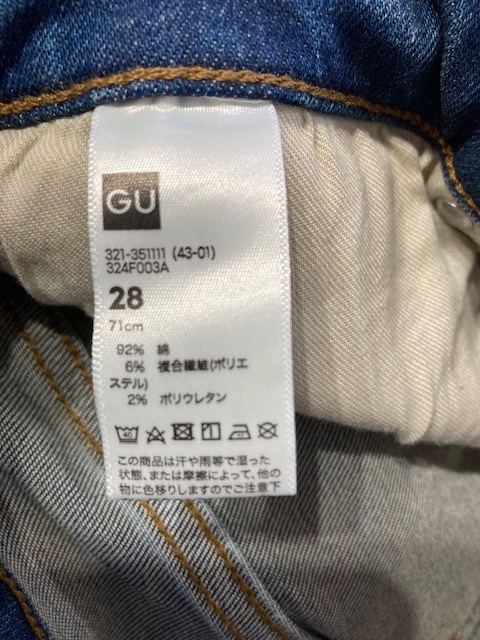 GU
321-351111 (43-01)
324F003A
28
71cm
92% 綿
6% 複合繊維(ポリエ
ステル)
2% ポリウレタン
40
この商品は汗や雨等で湿った
状態、または摩擦によって、他の
物に色移りしますのでご注意下